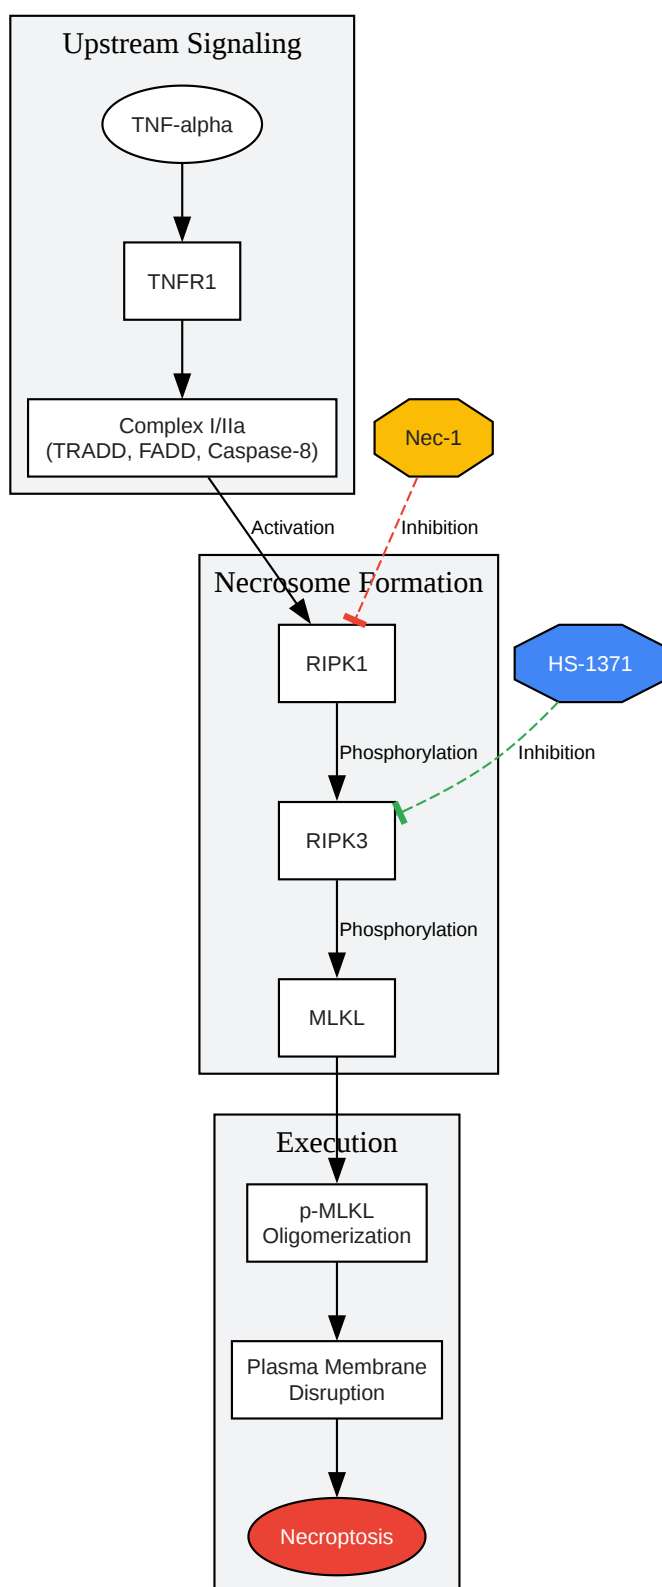 Upstream Signaling
TNF-alpha
TNFR1
Complex I/IIa
(TRADD, FADD, Caspase-8)
Nec-1
Activation
Inhibition
Necrosome Formation
RIPK1
HS-1371
Phosphorylation
Inhibition
RIPK3
Phosphorylation
MLKL
Execution
p-MLKL
Oligomerization
Plasma Membrane
Disruption
Necroptosis